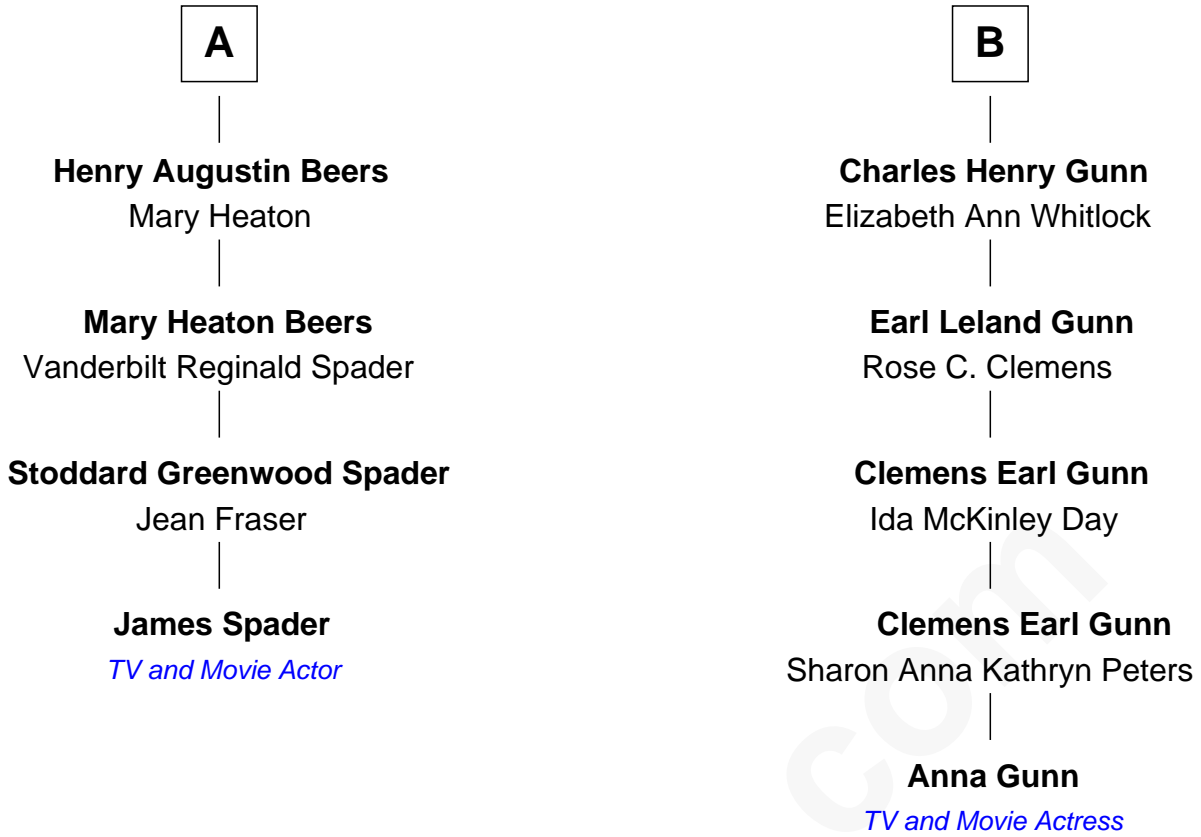 A
Henry Augustin Beers
Mary Heaton
Mary Heaton Beers
Vanderbilt Reginald Spader
Stoddard Greenwood Spader
Jean Fraser
James Spader
TV and Movie Actor
B
Charles Henry Gunn
Elizabeth Ann Whitlock
Earl Leland Gunn
Rose C. Clemens
Clemens Earl Gunn
Ida McKinley Day
Clemens Earl Gunn
Sharon Anna Kathryn Peters
Anna Gunn
TV and Movie Actress
com